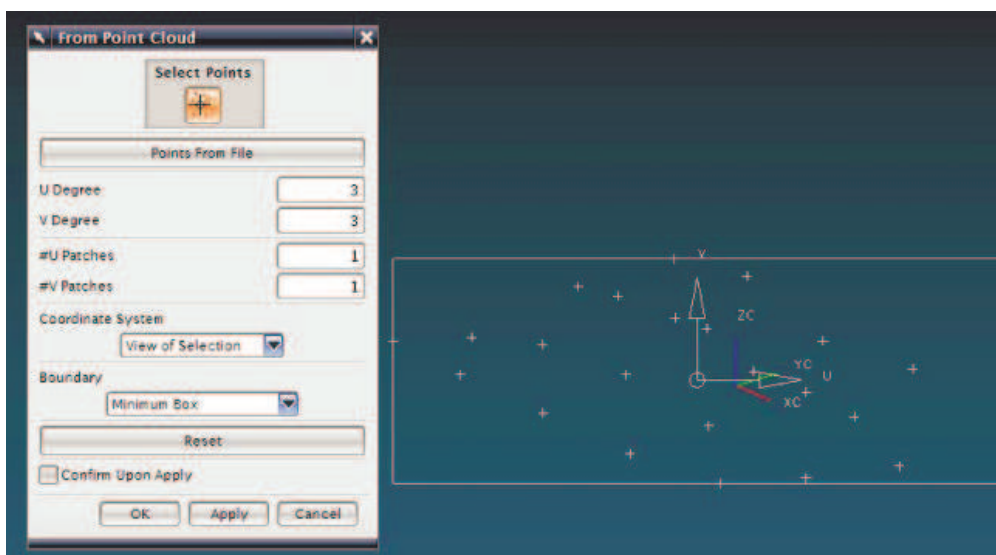 From Point Cloud
Select Points
Points From File
U Degree 3
V Degree 3
#U Patches 1
#V Patches 1
Coordinate System
View of Selection
Boundary
Minimum Box
Reset
Confirm Upon Apply
OK Apply Cancel
V
ZC
YC U
XC